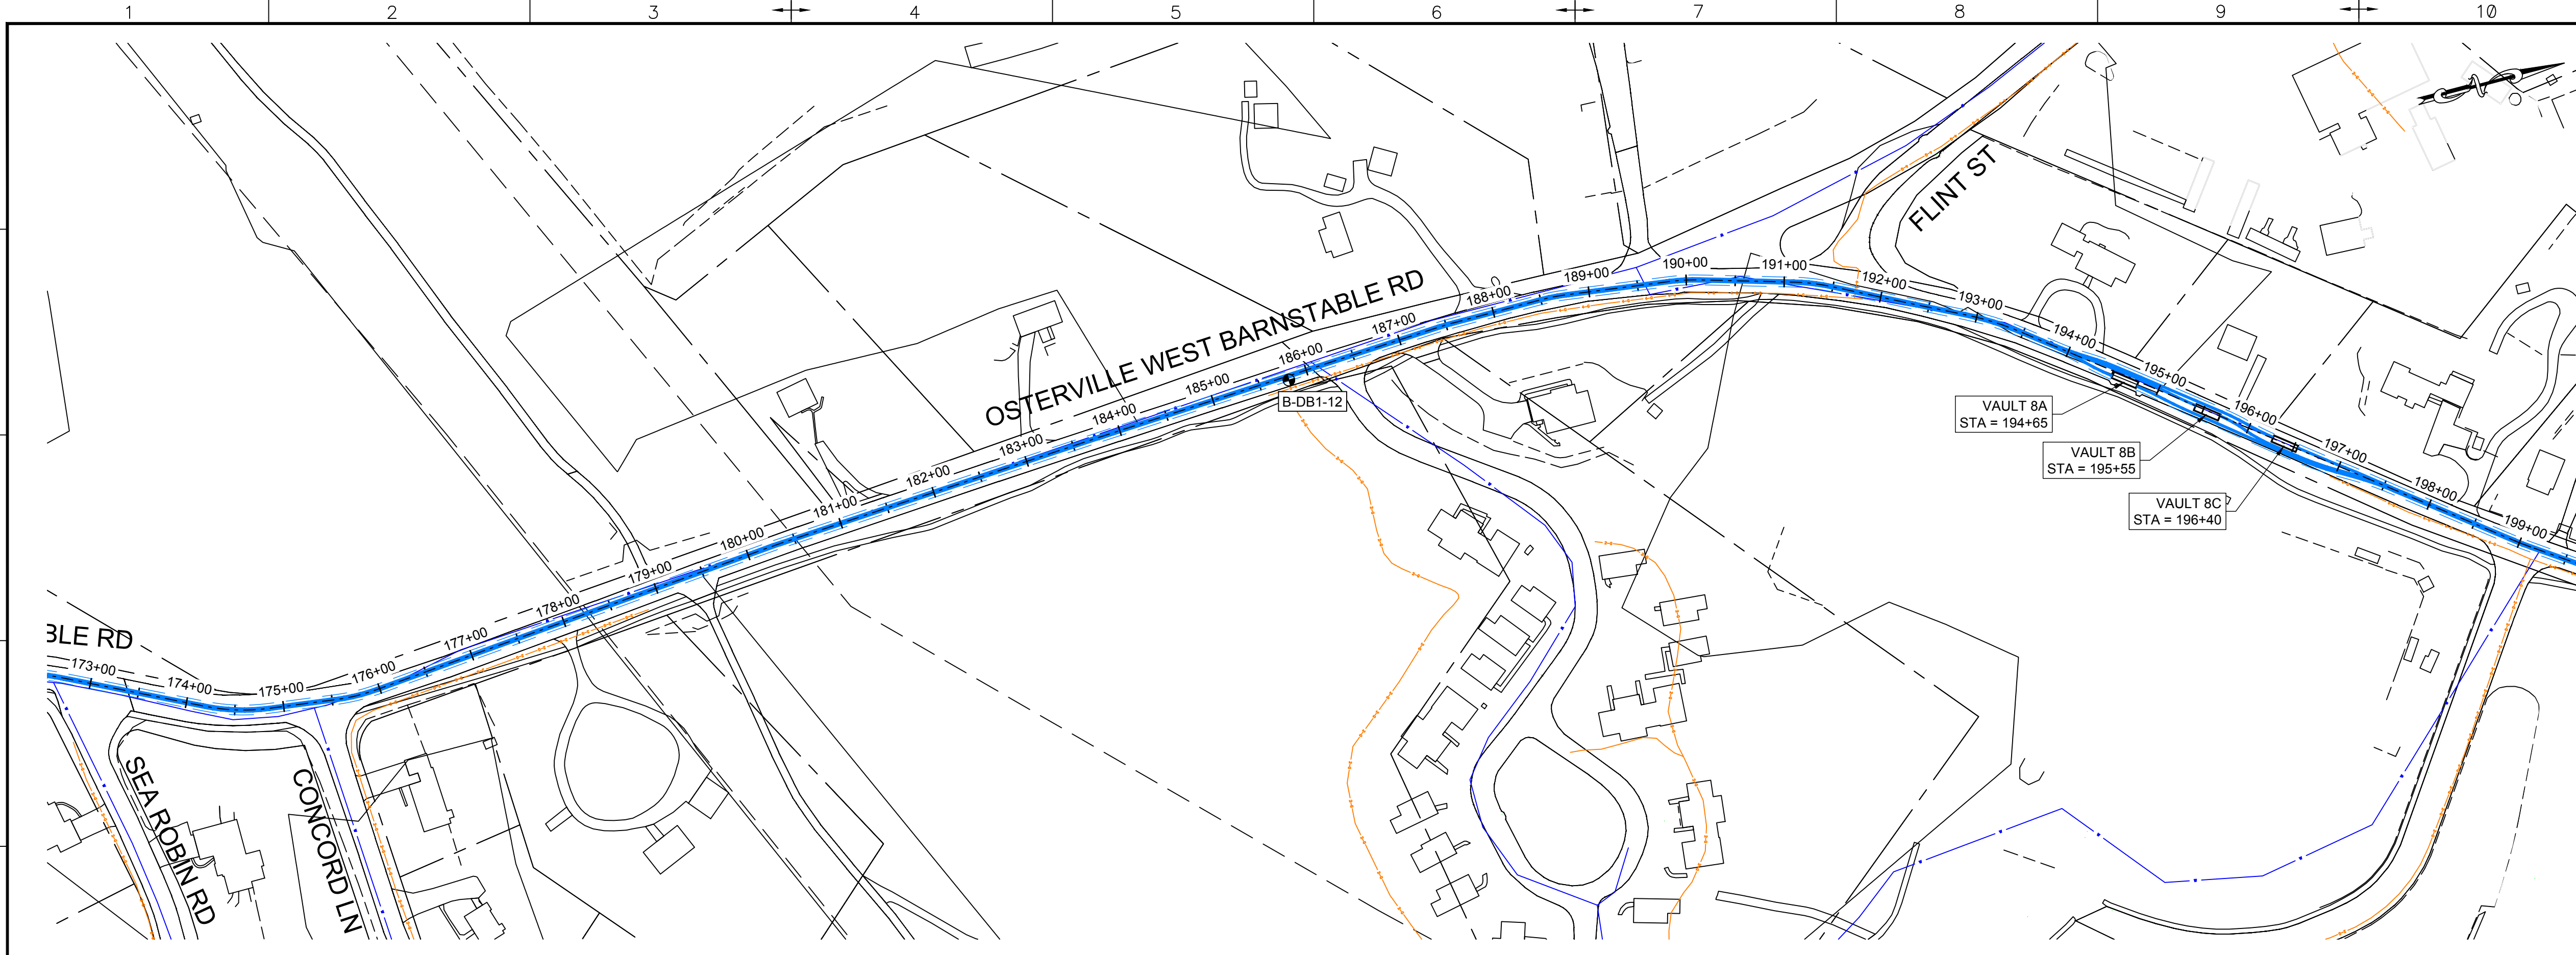 1 2 3 4 5 6 7 8 9 10
FLINT ST
OSTERVILLE WEST BARNSTABLE RD
BLE RD
173+00
174+00
175+00
176+00
177+00
178+00
179+00
180+00
181+00
182+00
183+00
184+00
185+00
186+00
187+00
188+00
189+00
190+00
191+00
192+00
193+00
194+00
195+00
196+00
197+00
198+00
199+00
B-DB1-12
VAULT 8A
STA = 194+65
VAULT 8B
STA = 195+55
VAULT 8C
STA = 196+40
SEA ROBIN RD
CONCORD LN